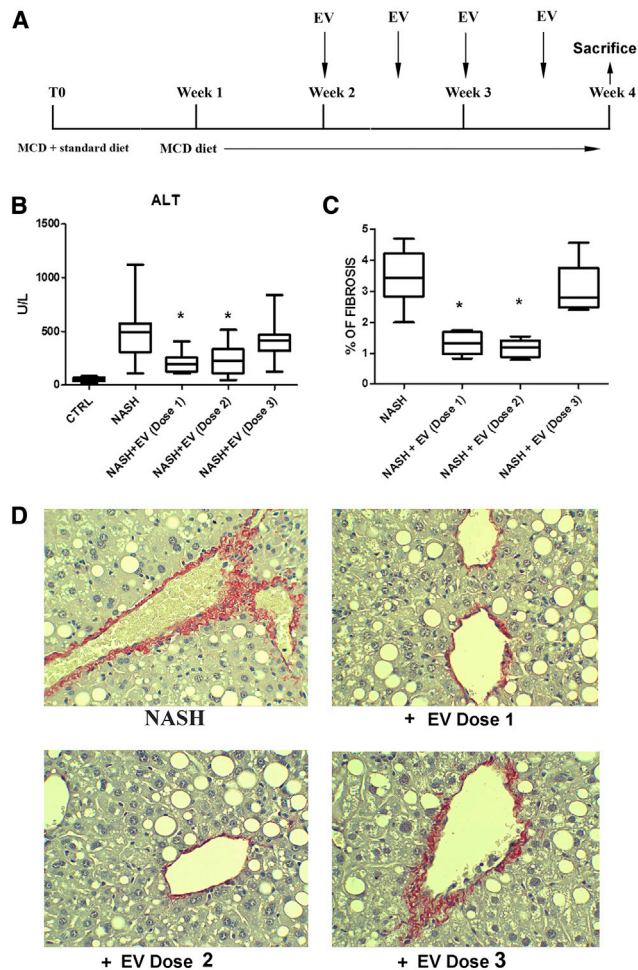 A
EV EV EV EV
Sacrifice
T0 Week 1 Week 2 Week 3 Week 4
MCD + standard diet MCD diet
B
ALT
U/L
1500
1000
500
0
CTRL
NASH
NASH+EV (Dose 1)
NASH+EV (Dose 2)
NASH+EV (Dose 3)
* *
C
% OF FIBROSIS
5
4
3
2
1
0
NASH
NASH + EV (Dose 1)
NASH + EV (Dose 2)
NASH + EV (Dose 3)
* *
D
NASH
+ EV Dose 1
+ EV Dose 2
+ EV Dose 3